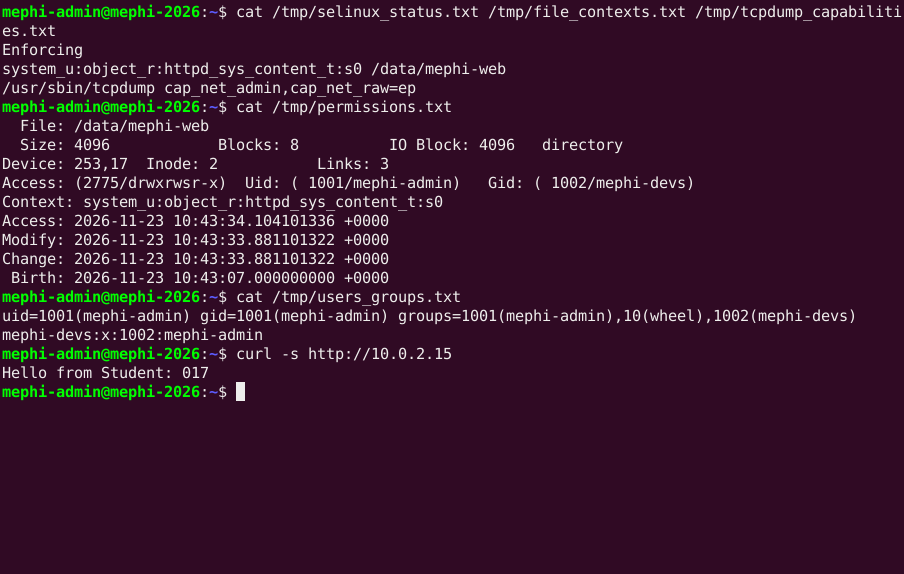 mephi-admin@mephi-2026:~$ cat /tmp/selinux_status.txt /tmp/file_contexts.txt /tmp/tcpdump_capabiliti
es.txt
Enforcing
system_u:object_r:httpd_sys_content_t:s0 /data/mephi-web
/usr/sbin/tcpdump cap_net_admin,cap_net_raw=ep
mephi-admin@mephi-2026:~$ cat /tmp/permissions.txt
  File: /data/mephi-web
  Size: 4096            Blocks: 8          IO Block: 4096   directory
Device: 253,17  Inode: 2           Links: 3
Access: (2775/drwxrwsr-x)  Uid: ( 1001/mephi-admin)   Gid: ( 1002/mephi-devs)
Context: system_u:object_r:httpd_sys_content_t:s0
Access: 2026-11-23 10:43:34.104101336 +0000
Modify: 2026-11-23 10:43:33.881101322 +0000
Change: 2026-11-23 10:43:33.881101322 +0000
 Birth: 2026-11-23 10:43:07.000000000 +0000
mephi-admin@mephi-2026:~$ cat /tmp/users_groups.txt
uid=1001(mephi-admin) gid=1001(mephi-admin) groups=1001(mephi-admin),10(wheel),1002(mephi-devs)
mephi-devs:x:1002:mephi-admin
mephi-admin@mephi-2026:~$ curl -s http://10.0.2.15
Hello from Student: 017
mephi-admin@mephi-2026:~$